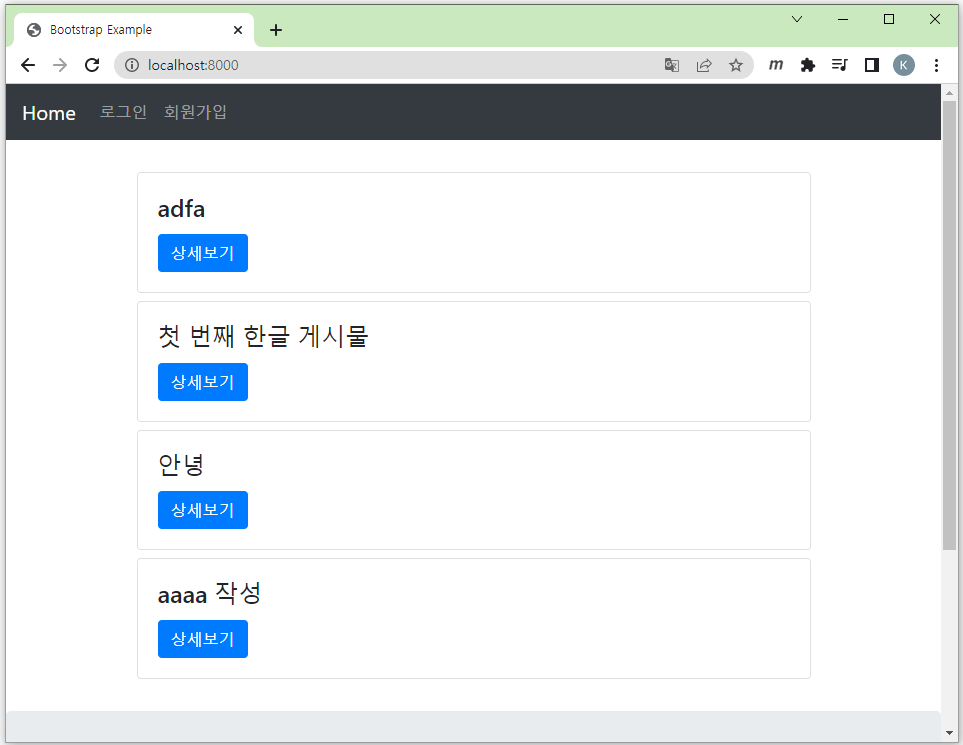 Bootstrap Example
localhost:8000
m
K
Home 로그인 회원가입
adfa
상세보기
첫 번째 한글 게시물
상세보기
안녕
상세보기
aaaa 작성
상세보기